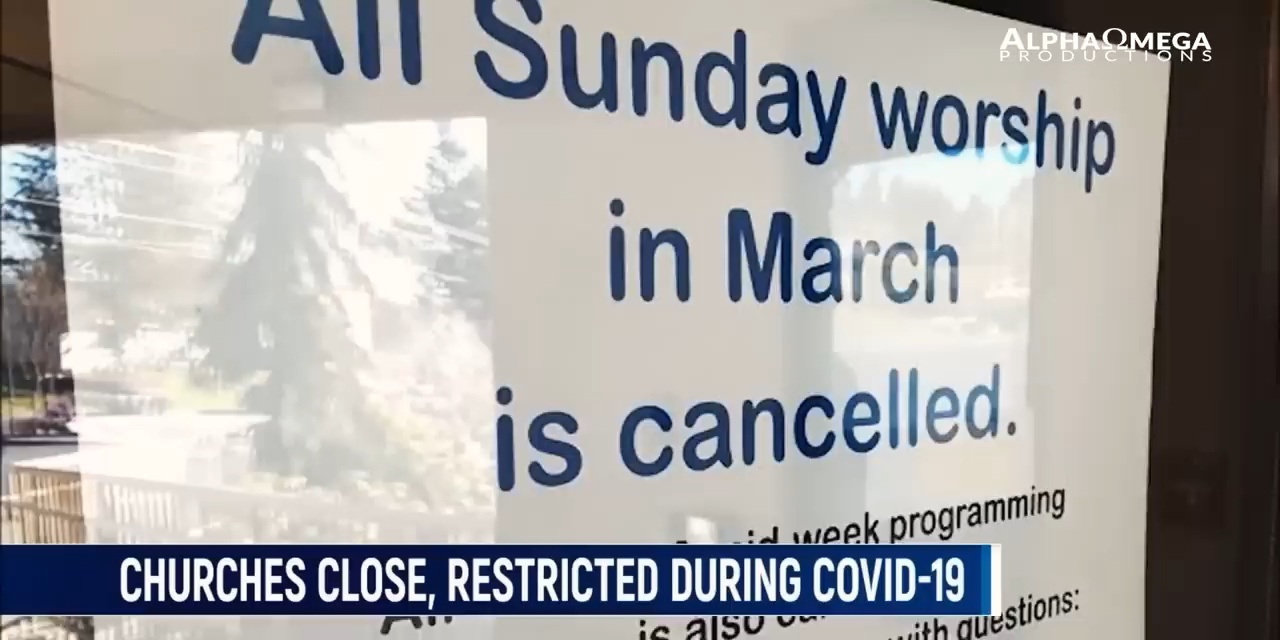 ALPHAΩMEGA
PRODUCTIONS
All Sunday worship
in March
is cancelled.
week programming
CHURCHES CLOSE, RESTRICTED DURING COVID-19
All
is also
with questions: